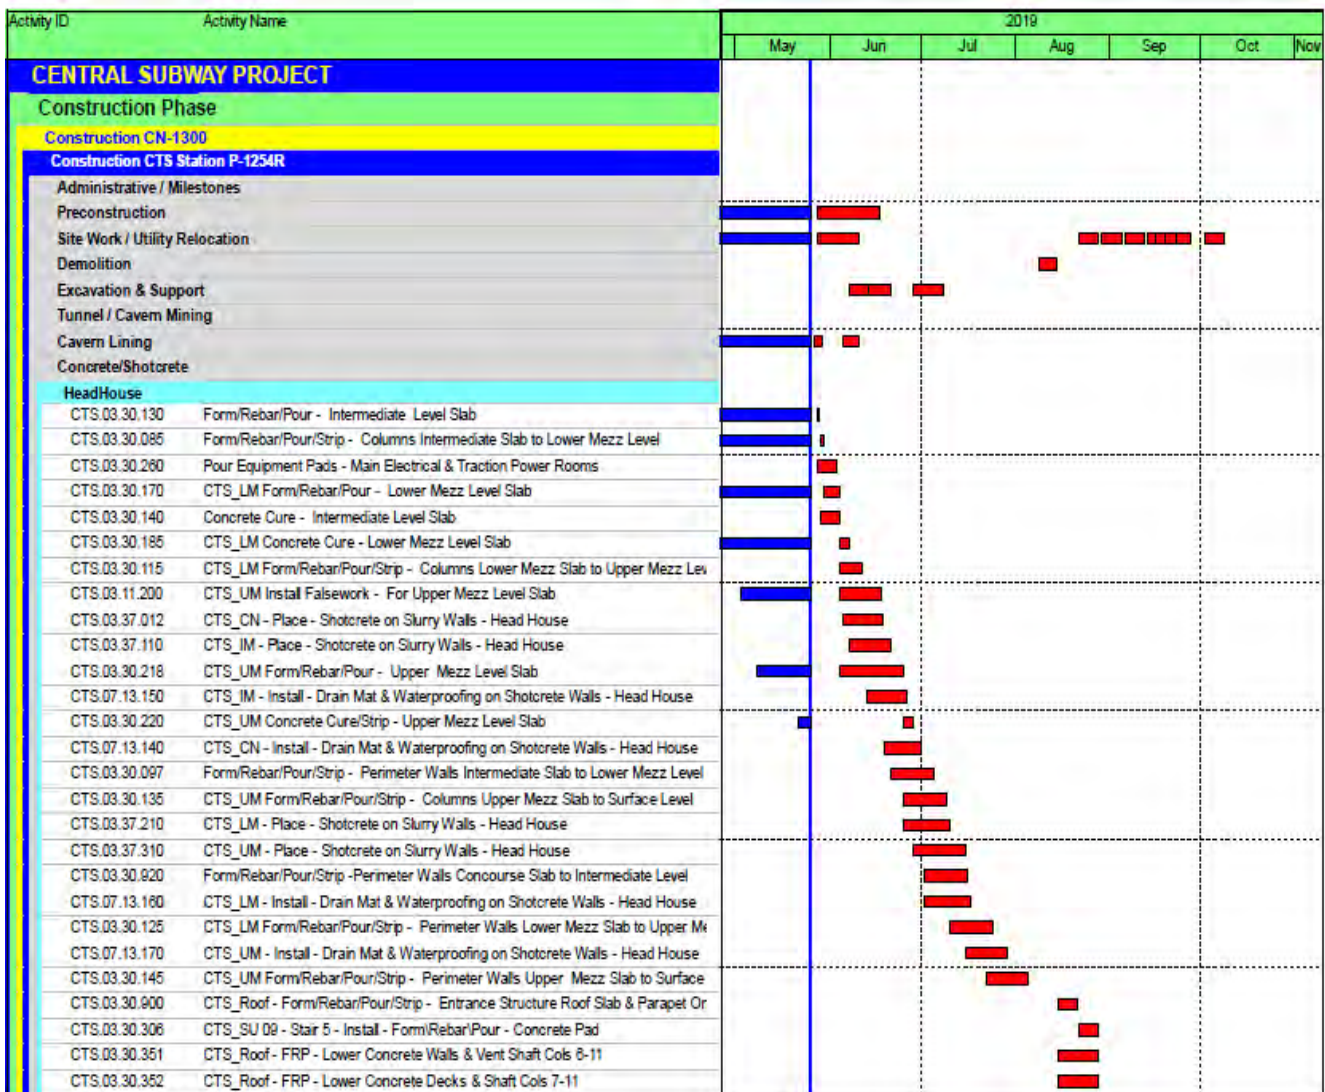 Activity ID Activity Name 2019
May Jun Jul Aug Sep Oct Nov
CENTRAL SUBWAY PROJECT
Construction Phase
Construction CN-1300
Construction CTS Station P-1254R
Administrative / Milestones
Preconstruction
Site Work / Utility Relocation
Demolition
Excavation & Support
Tunnel / Cavern Mining
Cavern Lining
Concrete/Shotcrete
HeadHouse
CTS.03.30.130 Form/Rebar/Pour - Intermediate Level Slab
CTS.03.30.085 Form/Rebar/Pour/Strip - Columns Intermediate Slab to Lower Mezz Level
CTS.03.30.260 Pour Equipment Pads - Main Electrical & Traction Power Rooms
CTS.03.30.170 CTS_LM Form/Rebar/Pour - Lower Mezz Level Slab
CTS.03.30.140 Concrete Cure - Intermediate Level Slab
CTS.03.30.185 CTS_LM Concrete Cure - Lower Mezz Level Slab
CTS.03.30.115 CTS_LM Form/Rebar/Pour/Strip - Columns Lower Mezz Slab to Upper Mezz Lev
CTS.03.11.200 CTS_UM Install Falsework - For Upper Mezz Level Slab
CTS.03.37.012 CTS_CN - Place - Shotcrete on Slurry Walls - Head House
CTS.03.37.110 CTS_IM - Place - Shotcrete on Slurry Walls - Head House
CTS.03.30.218 CTS_UM Form/Rebar/Pour - Upper Mezz Level Slab
CTS.07.13.150 CTS_IM - Install - Drain Mat & Waterproofing on Shotcrete Walls - Head House
CTS.03.30.220 CTS_UM Concrete Cure/Strip - Upper Mezz Level Slab
CTS.07.13.140 CTS_CN - Install - Drain Mat & Waterproofing on Shotcrete Walls - Head House
CTS.03.30.097 Form/Rebar/Pour/Strip - Perimeter Walls Intermediate Slab to Lower Mezz Level
CTS.03.30.135 CTS_UM Form/Rebar/Pour/Strip - Columns Upper Mezz Slab to Surface Level
CTS.03.37.210 CTS_LM - Place - Shotcrete on Slurry Walls - Head House
CTS.03.37.310 CTS_UM - Place - Shotcrete on Slurry Walls - Head House
CTS.03.30.920 Form/Rebar/Pour/Strip -Perimeter Walls Concourse Slab to Intermediate Level
CTS.07.13.160 CTS_LM - Install - Drain Mat & Waterproofing on Shotcrete Walls - Head House
CTS.03.30.125 CTS_LM Form/Rebar/Pour/Strip - Perimeter Walls Lower Mezz Slab to Upper Me
CTS.07.13.170 CTS_UM - Install - Drain Mat & Waterproofing on Shotcrete Walls - Head House
CTS.03.30.145 CTS_UM Form/Rebar/Pour/Strip - Perimeter Walls Upper Mezz Slab to Surface
CTS.03.30.900 CTS_Roof - Form/Rebar/Pour/Strip - Entrance Structure Roof Slab & Parapet Or
CTS.03.30.306 CTS_SU 09 - Stair 5 - Install - Form\Rebar\Pour - Concrete Pad
CTS.03.30.351 CTS_Roof - FRP - Lower Concrete Walls & Vent Shaft Cols 6-11
CTS.03.30.352 CTS_Roof - FRP - Lower Concrete Decks & Shaft Cols 7-11